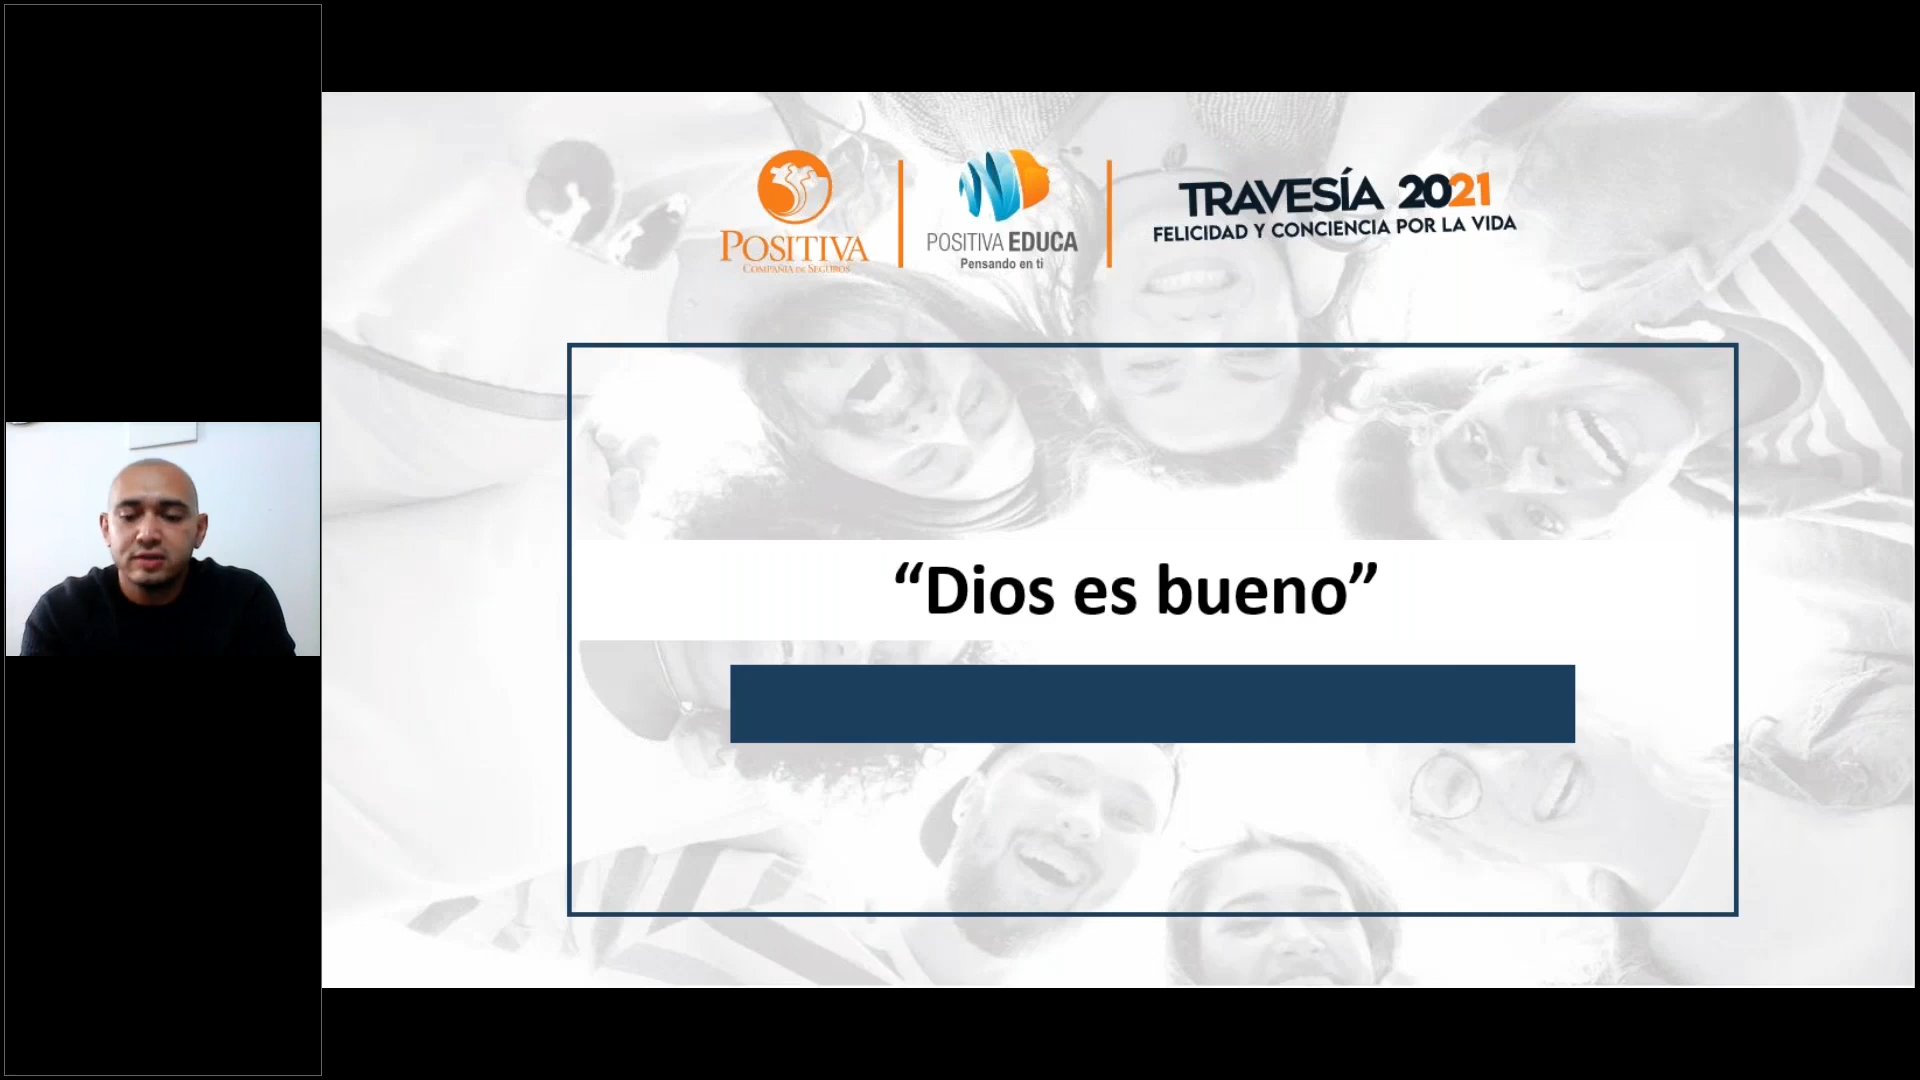 POSITIVA
COMPAÑÍA DE SEGUROS
POSITIVA EDUCA
Pensando en ti
TRAVESÍA 2021
FELICIDAD Y CONCIENCIA POR LA VIDA
“Dios es bueno”